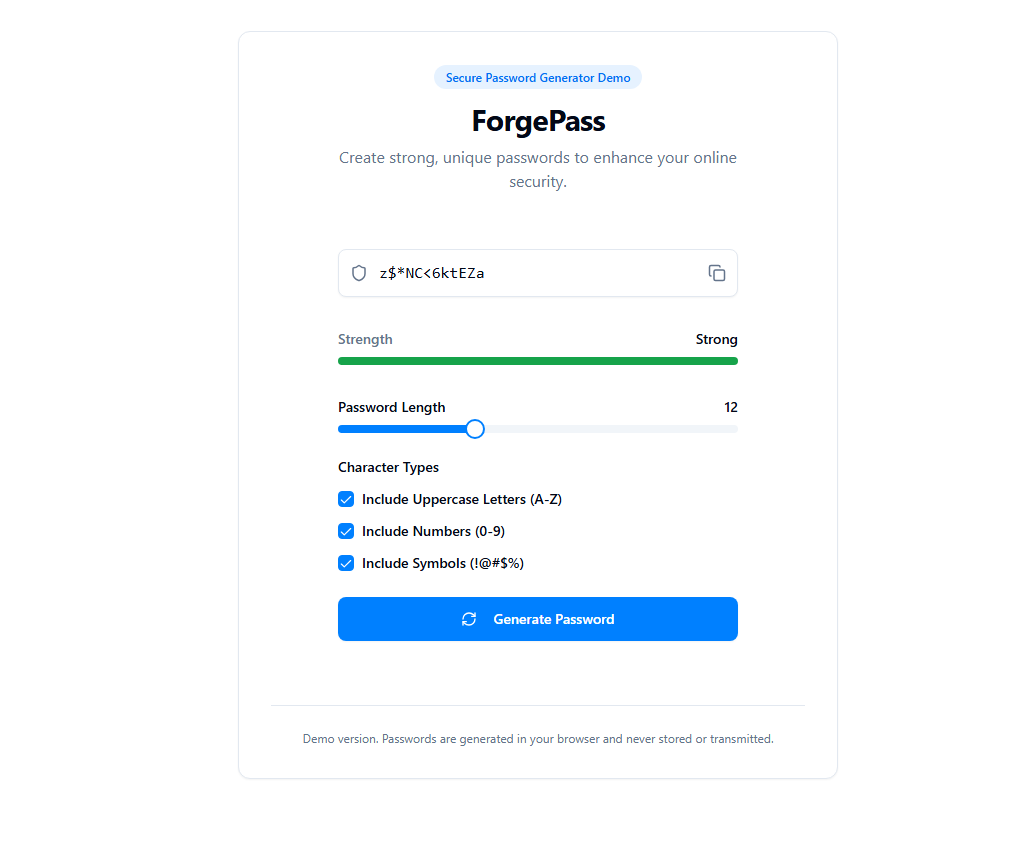 Secure Password Generator Demo
ForgePass
Create strong, unique passwords to enhance your online
security.
z$*NC<6ktEZa
Strength Strong
Password Length 12
Character Types
Include Uppercase Letters (A-Z)
Include Numbers (0-9)
Include Symbols (!@#$%)
Generate Password
Demo version. Passwords are generated in your browser and never stored or transmitted.